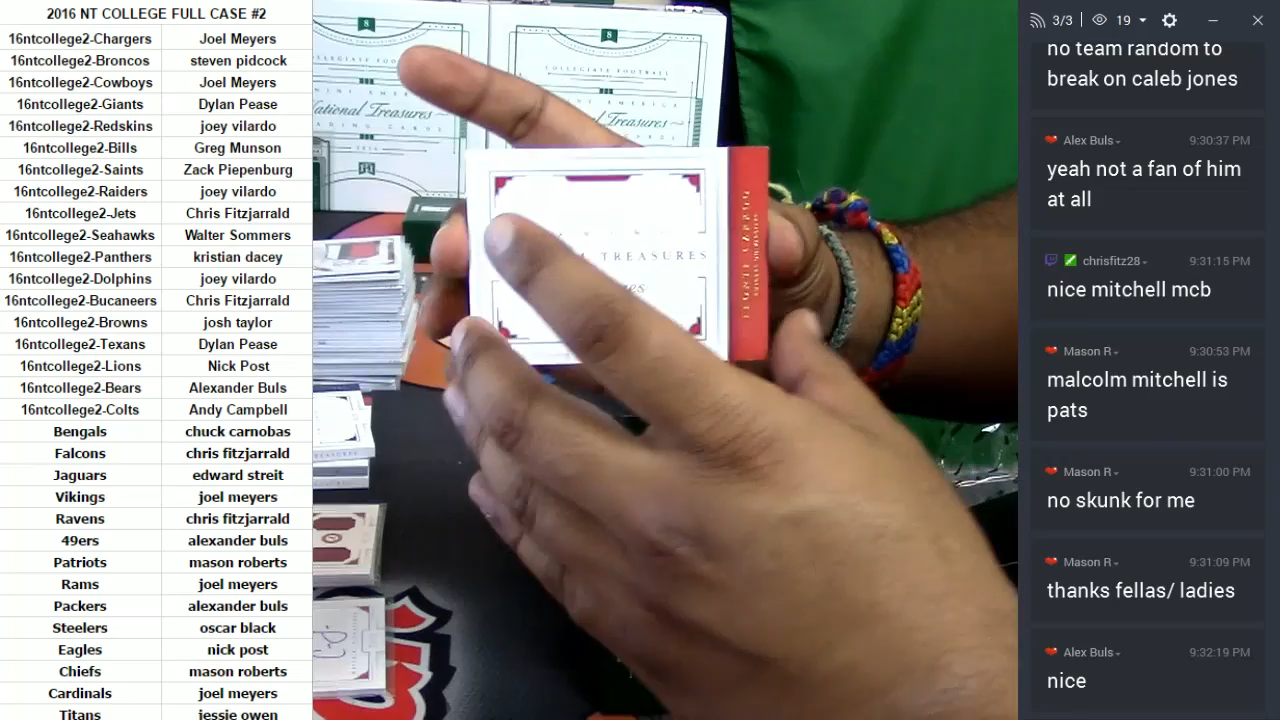 2016 NT COLLEGE FULL CASE #2
16ntcollege2-Chargers Joel Meyers
16ntcollege2-Broncos steven pidcock
16ntcollege2-Cowboys Joel Meyers
16ntcollege2-Giants Dylan Pease
16ntcollege2-Redskins joey vilardo
16ntcollege2-Bills Greg Munson
16ntcollege2-Saints Zack Piepenburg
16ntcollege2-Raiders joey vilardo
16ntcollege2-Jets Chris Fitzjarrald
16ntcollege2-Seahawks Walter Sommers
16ntcollege2-Panthers kristian dacey
16ntcollege2-Dolphins joey vilardo
16ntcollege2-Bucaneers Chris Fitzjarrald
16ntcollege2-Browns josh taylor
16ntcollege2-Texans Dylan Pease
16ntcollege2-Lions Nick Post
16ntcollege2-Bears Alexander Buls
16ntcollege2-Colts Andy Campbell
Bengals chuck carnobas
Falcons chris fitzjarrald
Jaguars edward streit
Vikings joel meyers
Ravens chris fitzjarrald
49ers alexander buls
Patriots mason roberts
Rams joel meyers
Packers alexander buls
Steelers oscar black
Eagles nick post
Chiefs mason roberts
Cardinals joel meyers
Titans jessie owen
8
8
National Treasures
National Treasures
TREASURES
3/3 19
no team random to
break on caleb jones
Alex Buls 9:30:37 PM
yeah not a fan of him
at all
chrisfitz28 9:31:15 PM
nice mitchell mcb
Mason R 9:30:53 PM
malcolm mitchell is
pats
Mason R 9:31:00 PM
no skunk for me
Mason R 9:31:09 PM
thanks fellas/ ladies
Alex Buls 9:32:19 PM
nice